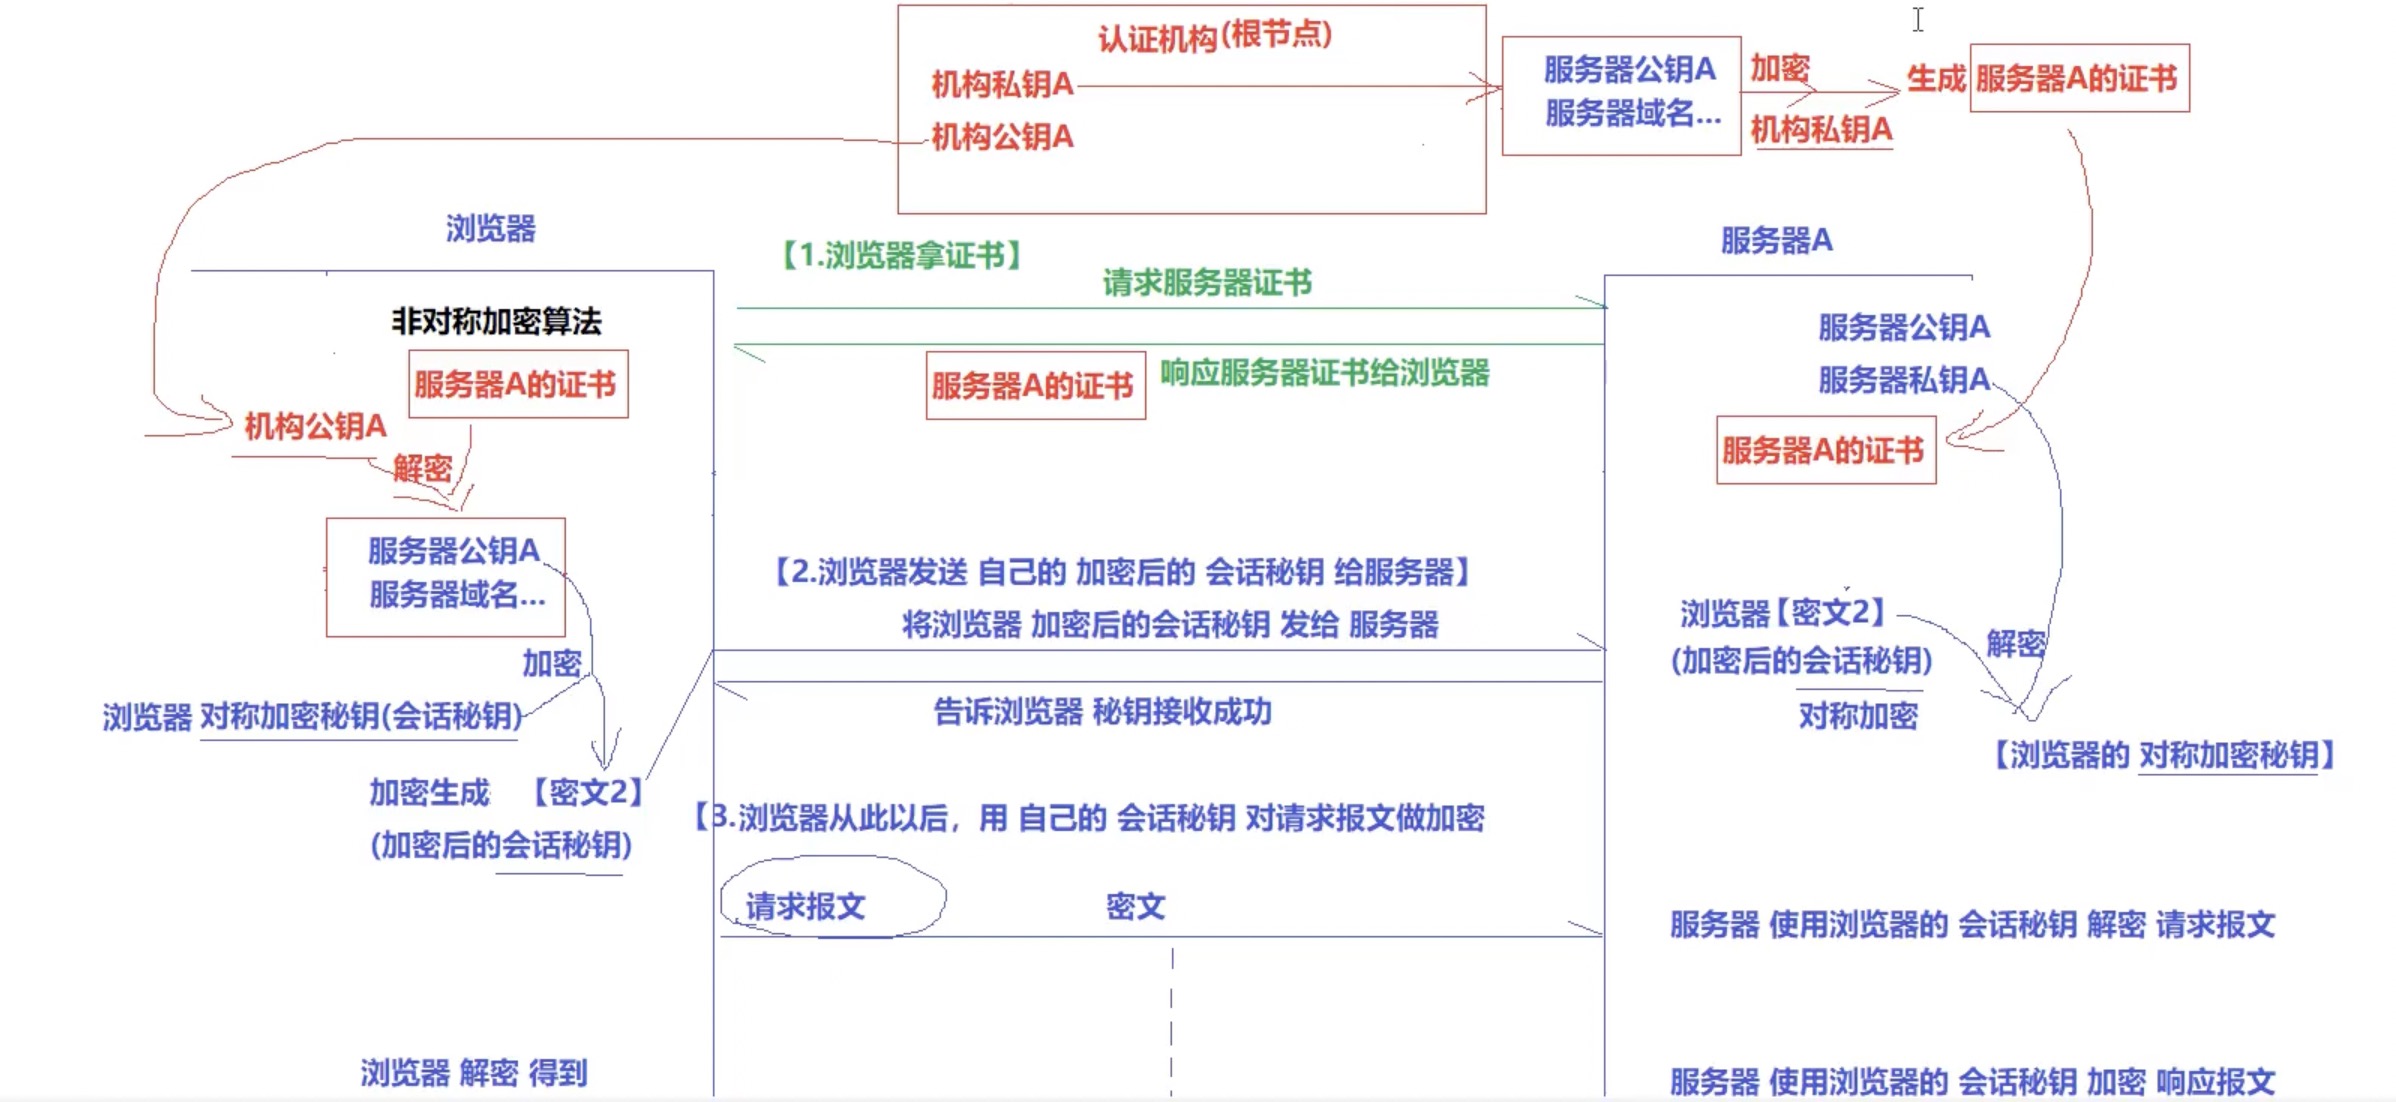 认证机构(根节点)
机构私钥A
机构公钥A
服务器公钥A
服务器域名...
加密
机构私钥A
生成
服务器A的证书
浏览器
服务器A
【1.浏览器拿证书】
请求服务器证书
响应服务器证书给浏览器
服务器A的证书
非对称加密算法
服务器A的证书
机构公钥A
解密
服务器公钥A
服务器域名...
加密
浏览器 对称加密秘钥(会话秘钥)
加密生成 【密文2】
(加密后的会话秘钥)
服务器公钥A
服务器私钥A
服务器A的证书
【2.浏览器发送 自己的 加密后的 会话秘钥 给服务器】
将浏览器 加密后的会话秘钥 发给 服务器
告诉浏览器 秘钥接收成功
浏览器【密文2】
(加密后的会话秘钥)
对称加密
解密
【浏览器的 对称加密秘钥】
【3.浏览器从此以后，用 自己的 会话秘钥 对请求报文做加密
请求报文
密文
服务器 使用浏览器的 会话秘钥 解密 请求报文
浏览器 解密 得到
服务器 使用浏览器的 会话秘钥 加密 响应报文